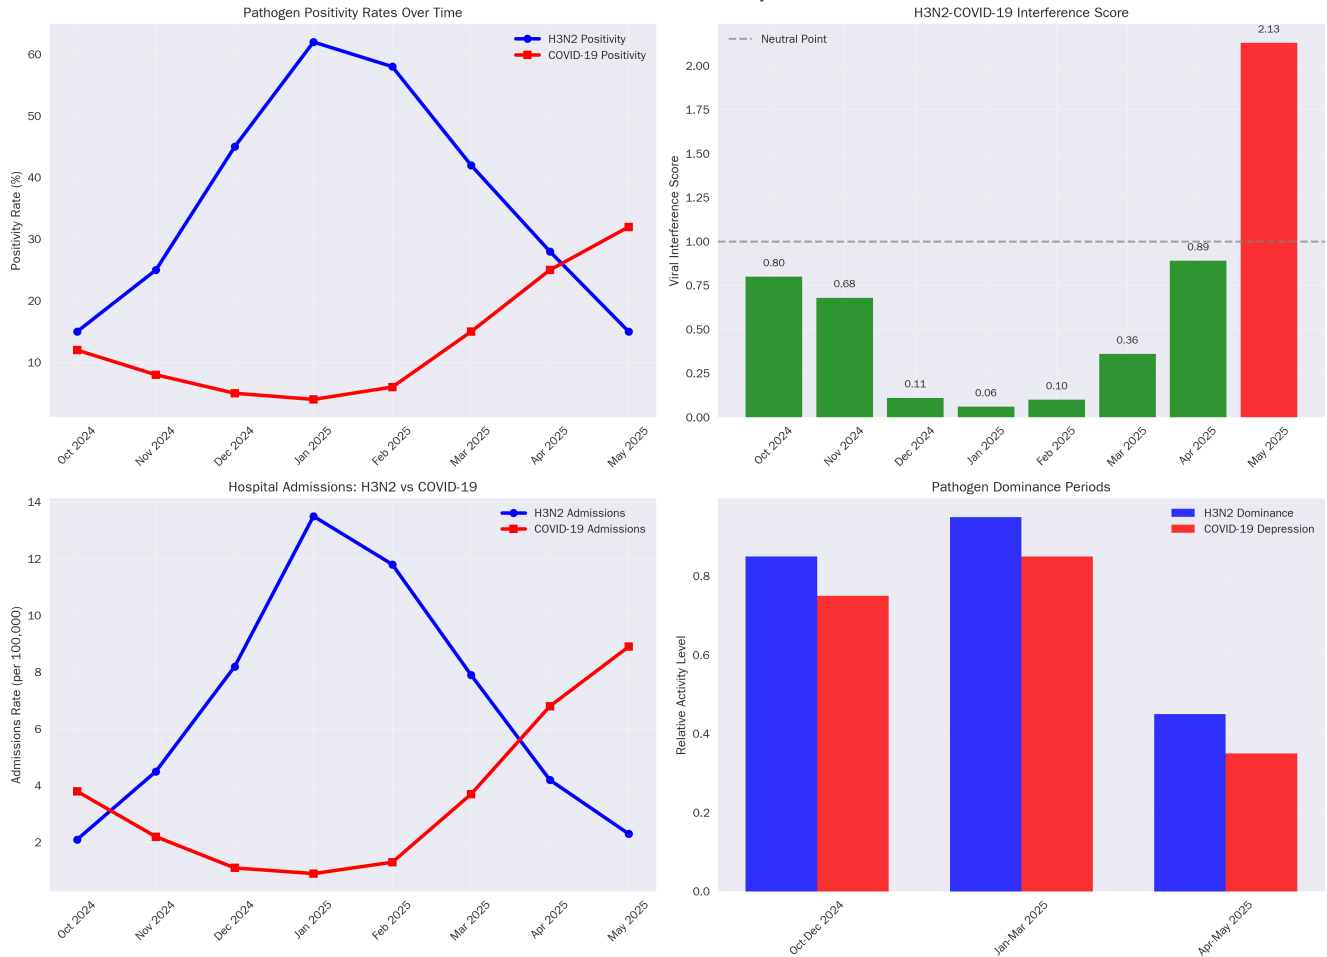 Pathogen Positivity Rates Over Time
H3N2 Positivity
COVID-19 Positivity
Positivity Rate (%)
60
50
40
30
20
10
Oct 2024
Nov 2024
Dec 2024
Jan 2025
Feb 2025
Mar 2025
Apr 2025
May 2025
H3N2-COVID-19 Interference Score
Neutral Point
Viral Interference Score
2.00
1.75
1.50
1.25
1.00
0.75
0.50
0.25
0.00
0.80
0.68
0.11
0.06
0.10
0.36
0.89
2.13
Oct 2024
Nov 2024
Dec 2024
Jan 2025
Feb 2025
Mar 2025
Apr 2025
May 2025
Hospital Admissions: H3N2 vs COVID-19
H3N2 Admissions
COVID-19 Admissions
Admissions Rate (per 100,000)
14
12
10
8
6
4
2
Oct 2024
Nov 2024
Dec 2024
Jan 2025
Feb 2025
Mar 2025
Apr 2025
May 2025
Pathogen Dominance Periods
H3N2 Dominance
COVID-19 Depression
Relative Activity Level
0.8
0.6
0.4
0.2
0.0
Oct-Dec 2024
Jan-Mar 2025
Apr-May 2025